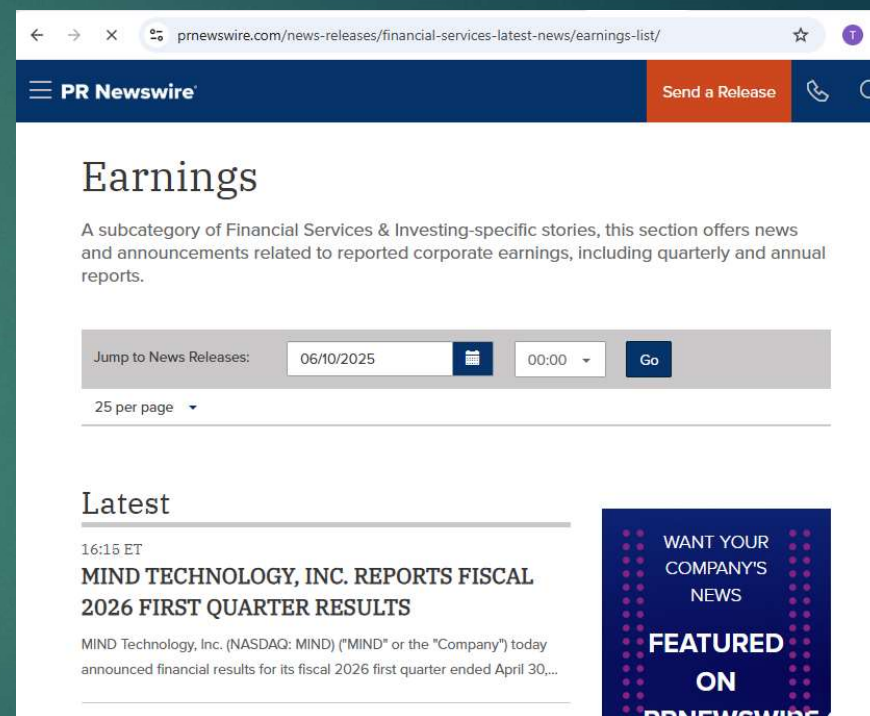 prnewswire.com/news-releases/financial-services-latest-news/earnings-list/
T
PR Newswire
Send a Release
Earnings
A subcategory of Financial Services & Investing-specific stories, this section offers news
and announcements related to reported corporate earnings, including quarterly and annual
reports.
Jump to News Releases:
06/10/2025
00:00
Go
25 per page
Latest
16:15 ET
MIND TECHNOLOGY, INC. REPORTS FISCAL
2026 FIRST QUARTER RESULTS
MIND Technology, Inc. (NASDAQ: MIND) ("MIND" or the "Company") today
announced financial results for its fiscal 2026 first quarter ended April 30,...
WANT YOUR
COMPANY'S
NEWS
FEATURED
ON